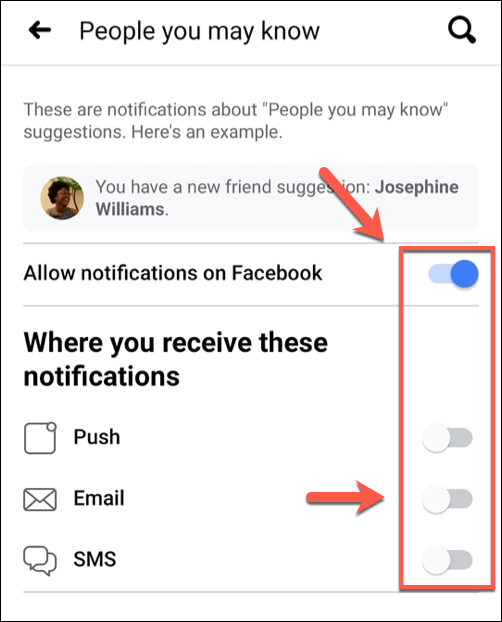 People you may know
These are notifications about "People you may know"
suggestions. Here's an example.
You have a new friend suggestion: Josephine
Williams.
Allow notifications on Facebook
Where you receive these
notifications
Push
Email
SMS